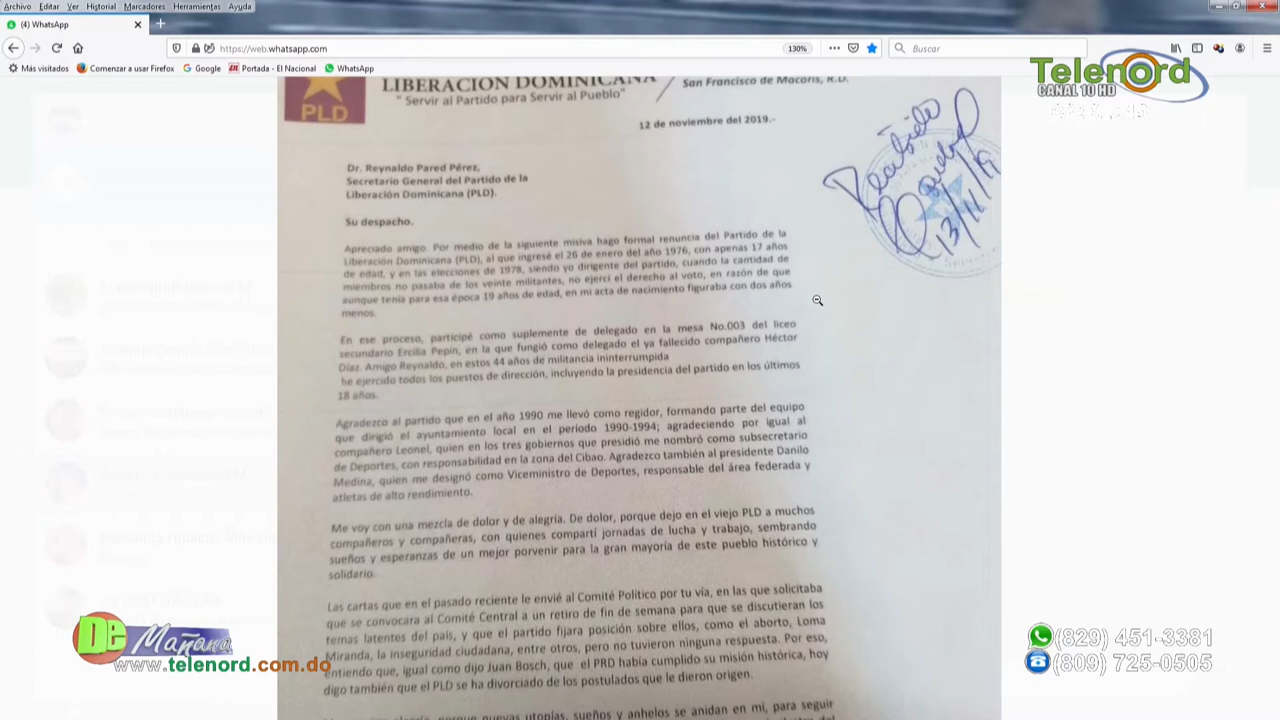 Archivo Editar Ver Historial Marcadores Herramientas Ayuda
(4) WhatsApp
https://web.whatsapp.com
130%
Buscar
Más visitados Comenzar a usar Firefox Google Portada - El Nacional WhatsApp
Telenord
CANAL 10 HD
PLD
LIBERACION DOMINICANA
" Servir al Partido para Servir al Pueblo"
San Francisco de Macorís, R.D.
12 de noviembre del 2019.-
Recibido
13/11/19
Dr. Reynaldo Pared Pérez,
Secretario General del Partido de la
Liberación Dominicana (PLD).
Su despacho.
Apreciado amigo. Por medio de la siguiente misiva hago formal renuncia del Partido de la
Liberación Dominicana (PLD), al que ingresé el 26 de enero del año 1976, con apenas 17 años
de edad, y en las elecciones de 1978, siendo yo dirigente del partido, cuando la cantidad de
miembros no pasaba de los veinte militantes, no ejercí el derecho al voto, en razón de que
aunque tenía para esa época 19 años de edad, en mi acta de nacimiento figuraba con dos años
menos.
En ese proceso, participé como suplemente de delegado en la mesa No.003 del liceo
secundario Ercilia Pepín, en la que fungió como delegado el ya fallecido compañero Héctor
Díaz. Amigo Reynaldo, en estos 44 años de militancia ininterrumpida
he ejercido todos los puestos de dirección, incluyendo la presidencia del partido en los últimos
18 años.
Agradezco al partido que en el año 1990 me llevó como regidor, formando parte del equipo
que dirigió el ayuntamiento local en el período 1990-1994; agradeciendo por igual al
compañero Leonel, quien en los tres gobiernos que presidió me nombró como subsecretario
de Deportes, con responsabilidad en la zona del Cibao. Agradezco también al presidente Danilo
Medina, quien me designó como Viceministro de Deportes, responsable del área federada y
atletas de alto rendimiento.
Me voy con una mezcla de dolor y de alegría. De dolor, porque dejo en el viejo PLD a muchos
compañeros y compañeras, con quienes compartí jornadas de lucha y trabajo, sembrando
sueños y esperanzas de un mejor porvenir para la gran mayoría de este pueblo histórico y
solidario.
Las cartas que en el pasado reciente le envié al Comité Político por tu vía, en las que solicitaba
que se convocara al Comité Central a un retiro de fin de semana para que se discutieran los
temas latentes del país, y que el partido fijara posición sobre ellos, como el aborto, Loma
Miranda, la inseguridad ciudadana, entre otros, pero no tuvieron ninguna respuesta. Por eso,
entiendo que, igual como dijo Juan Bosch, que el PRD había cumplido su misión histórica, hoy
digo también que el PLD se ha divorciado de los postulados que le dieron origen.
porque nuevas utopías, sueños y anhelos se anidan en mí, para seguir
De Mañana
www.telenord.com.do
(829) 451-3381
(809) 725-0505